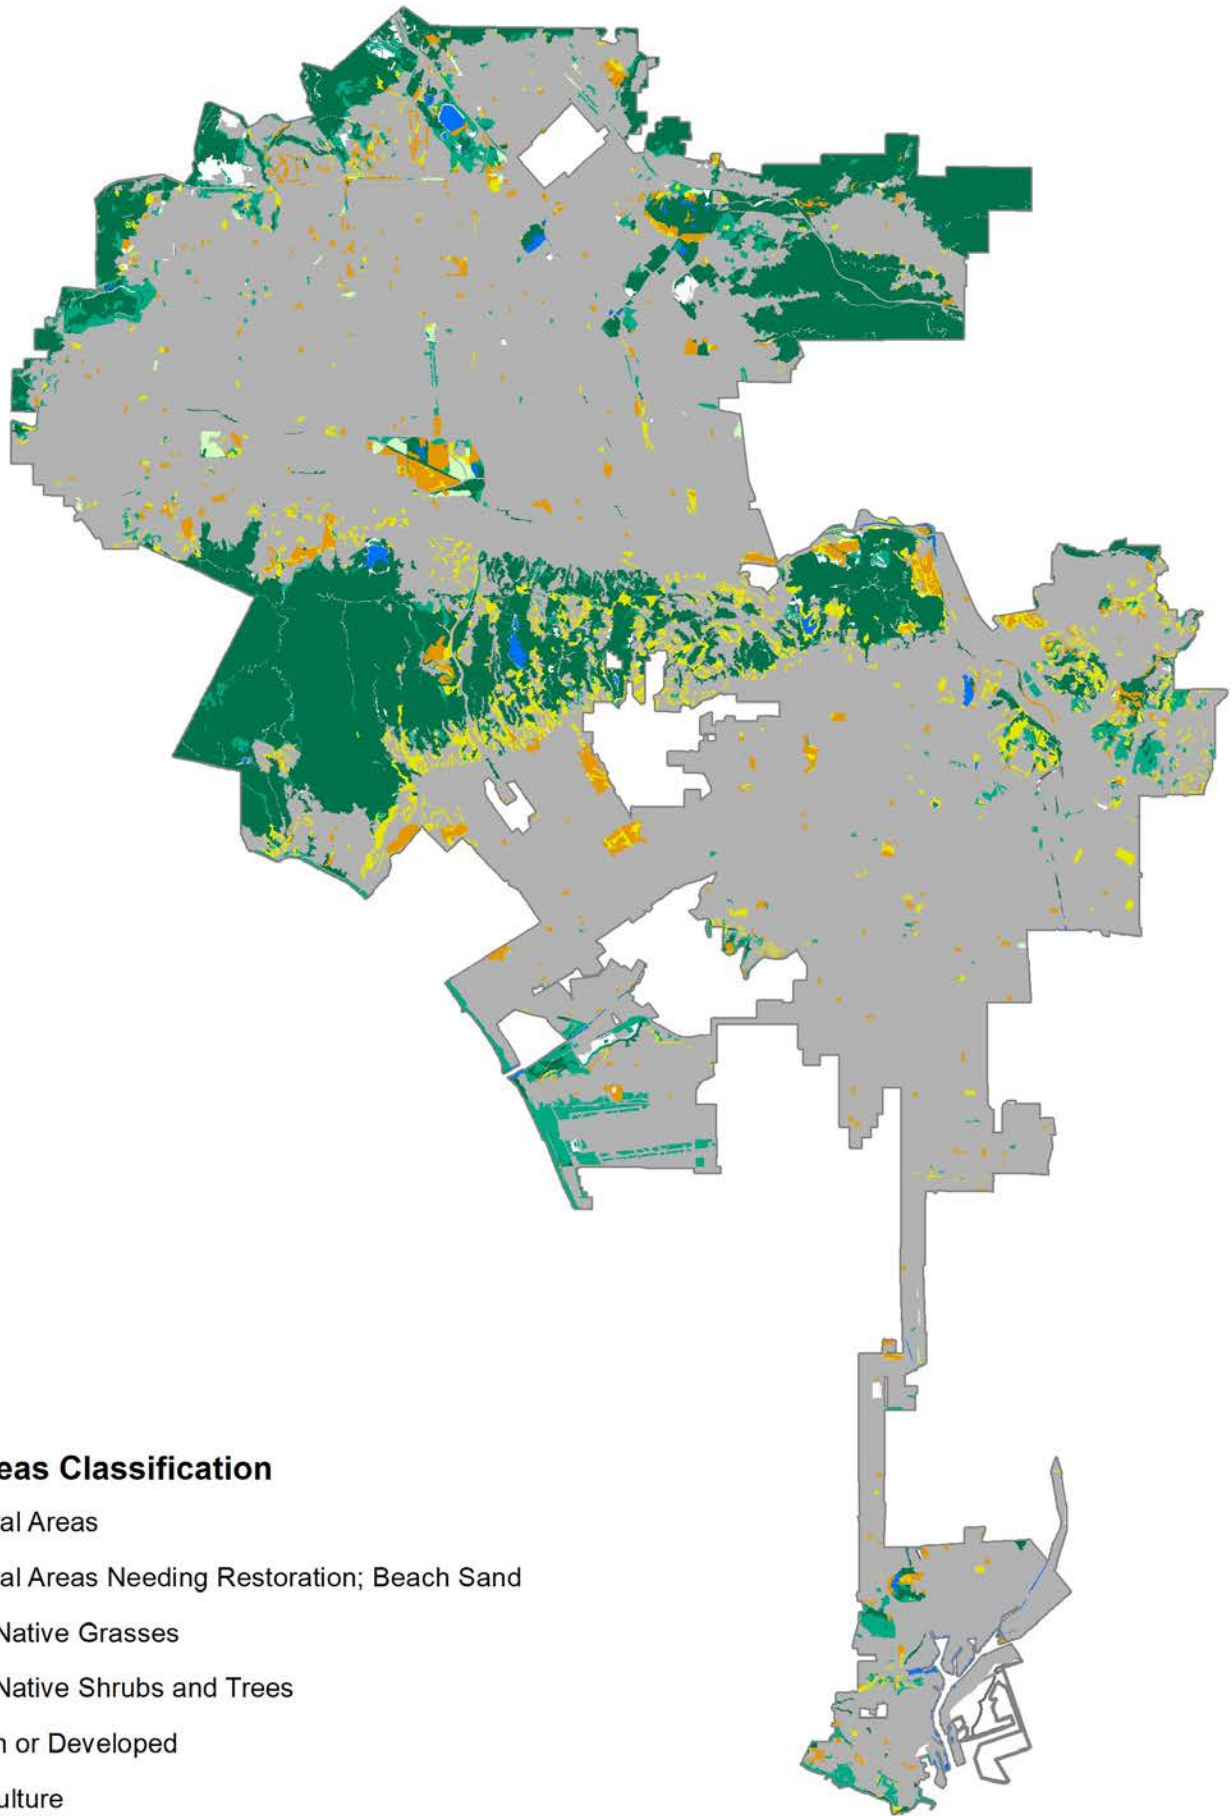 eas Classification
al Areas
al Areas Needing Restoration; Beach Sand
Native Grasses
Native Shrubs and Trees
n or Developed
ulture